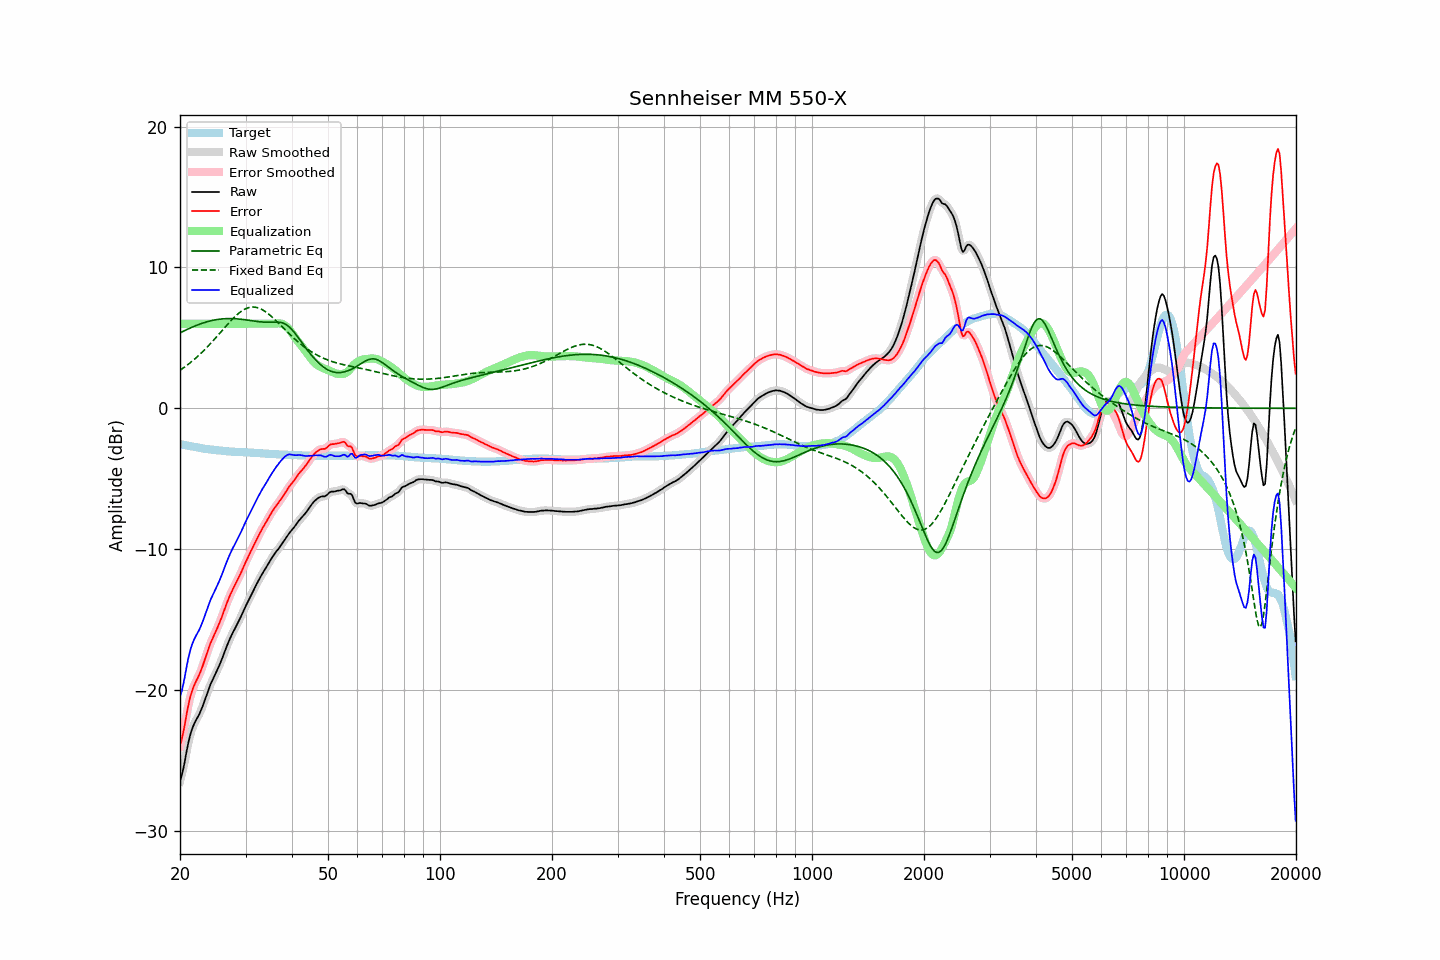 Sennheiser MM 550-X
20
10
0
−10
−20
−30
Amplitude (dBr)
Target
Raw Smoothed
Error Smoothed
Raw
Error
Equalization
Parametric Eq
Fixed Band Eq
Equalized
20 50 100 200 500 1000 2000 5000 10000 20000
Frequency (Hz)